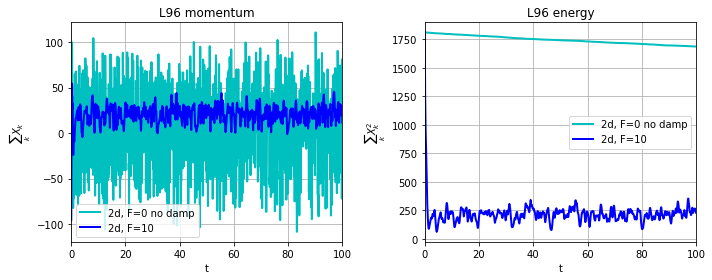 L96 momentum
∑ₖ Xₖ
100
50
0
−50
−100
2d, F=0 no damp
2d, F=10
0 20 40 60 80 100
t
L96 energy
∑ₖ Xₖ²
1750
1500
1250
1000
750
500
250
0
2d, F=0 no damp
2d, F=10
0 20 40 60 80 100
t